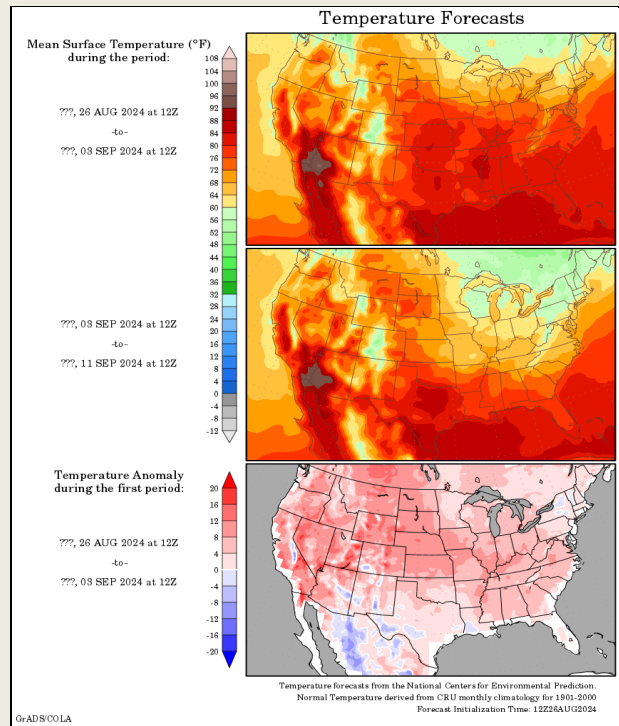 Temperature Forecasts
Mean Surface Temperature (°F)
during the period:
???, 26 AUG 2024 at 12Z
-to-
???, 03 SEP 2024 at 12Z
108
104
100
96
92
88
84
80
76
72
68
64
60
56
52
48
44
40
36
32
28
24
20
16
12
8
4
0
-4
-8
-12
???, 03 SEP 2024 at 12Z
-to-
???, 11 SEP 2024 at 12Z
Temperature Anomaly
during the first period:
???, 26 AUG 2024 at 12Z
-to-
???, 03 SEP 2024 at 12Z
20
16
12
8
4
0
-4
-8
-12
-16
-20
Temperature forecasts from the National Centers for Environmental Prediction.
Normal Temperature derived from CRU monthly climatology for 1901-2000
Forecast Initialization Time: 12Z26AUG2024
GrADS/COLA